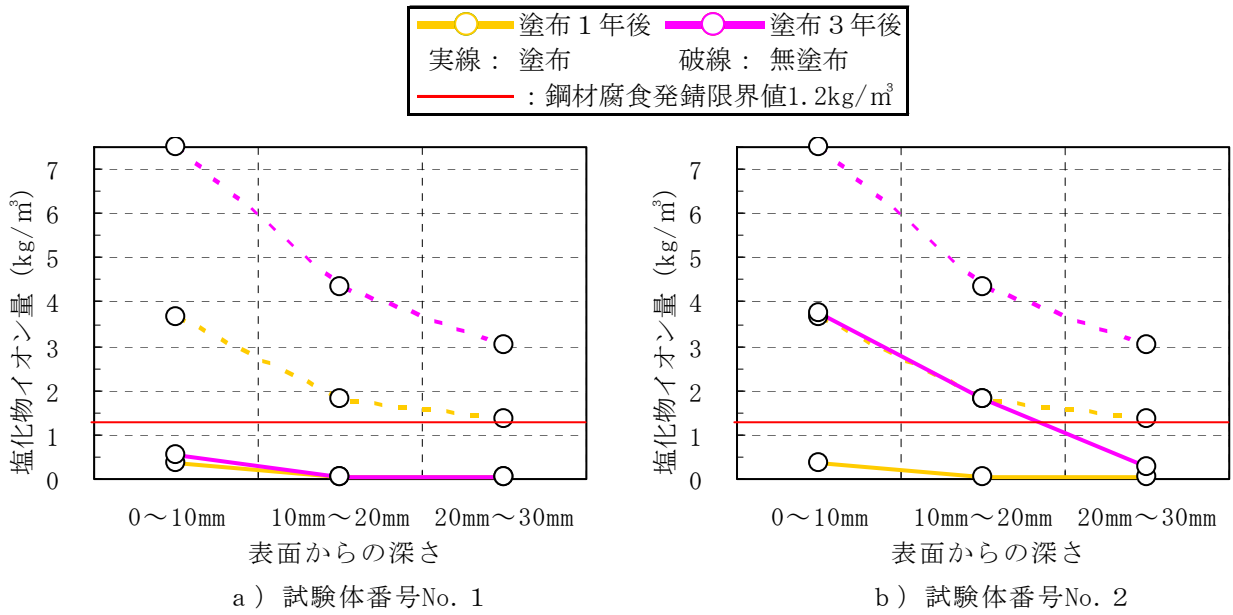 塗布１年後 塗布３年後
実線： 塗布 破線： 無塗布
：鋼材腐食発錆限界値1.2kg/㎥
塩化物イオン量 (kg/㎥)
7
6
5
4
3
2
1
0
0～10mm 10mm～20mm 20mm～30mm
表面からの深さ
a）試験体番号No.１
塩化物イオン量 (kg/㎥)
7
6
5
4
3
2
1
0
0～10mm 10mm～20mm 20mm～30mm
表面からの深さ
b）試験体番号No.２